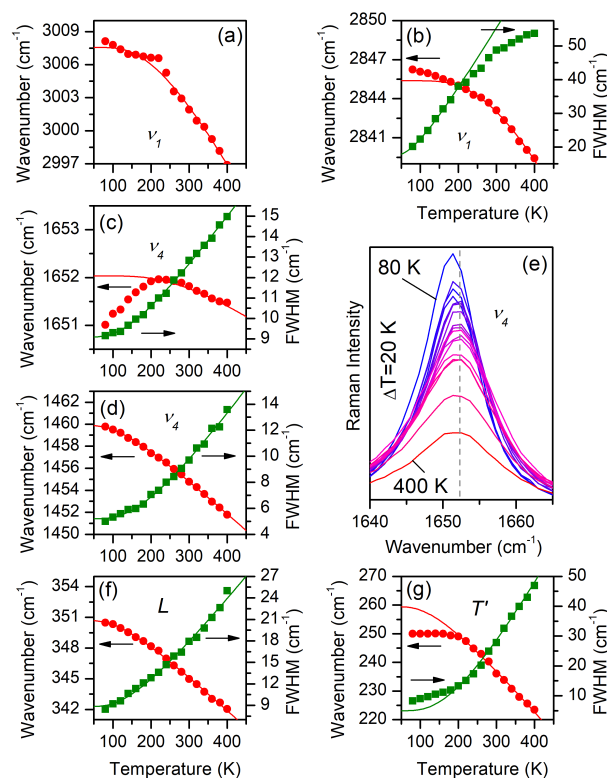 (a)
Wavenumber (cm-1)
3009
3006
3003
3000
2997
ν1
100 200 300 400
(b)
Wavenumber (cm-1)
2850
2847
2844
2841
ν1
FWHM (cm-1)
50
40
30
20
100 200 300 400
Temperature (K)
(c)
Wavenumber (cm-1)
1653
1652
1651
ν4
FWHM (cm-1)
15
14
13
12
11
10
9
100 200 300 400
(d)
Wavenumber (cm-1)
1462
1460
1458
1456
1454
1452
1450
ν4
FWHM (cm-1)
14
12
10
8
6
4
100 200 300 400
(e)
Raman Intensity
80 K
ν4
ΔT=20 K
400 K
1640 1650 1660
Wavenumber (cm-1)
(f)
Wavenumber (cm-1)
354
351
348
345
342
L
FWHM (cm-1)
27
24
21
18
15
12
9
100 200 300 400
Temperature (K)
(g)
Wavenumber (cm-1)
270
260
250
240
230
220
T'
FWHM (cm-1)
50
40
30
20
10
100 200 300 400
Temperature (K)